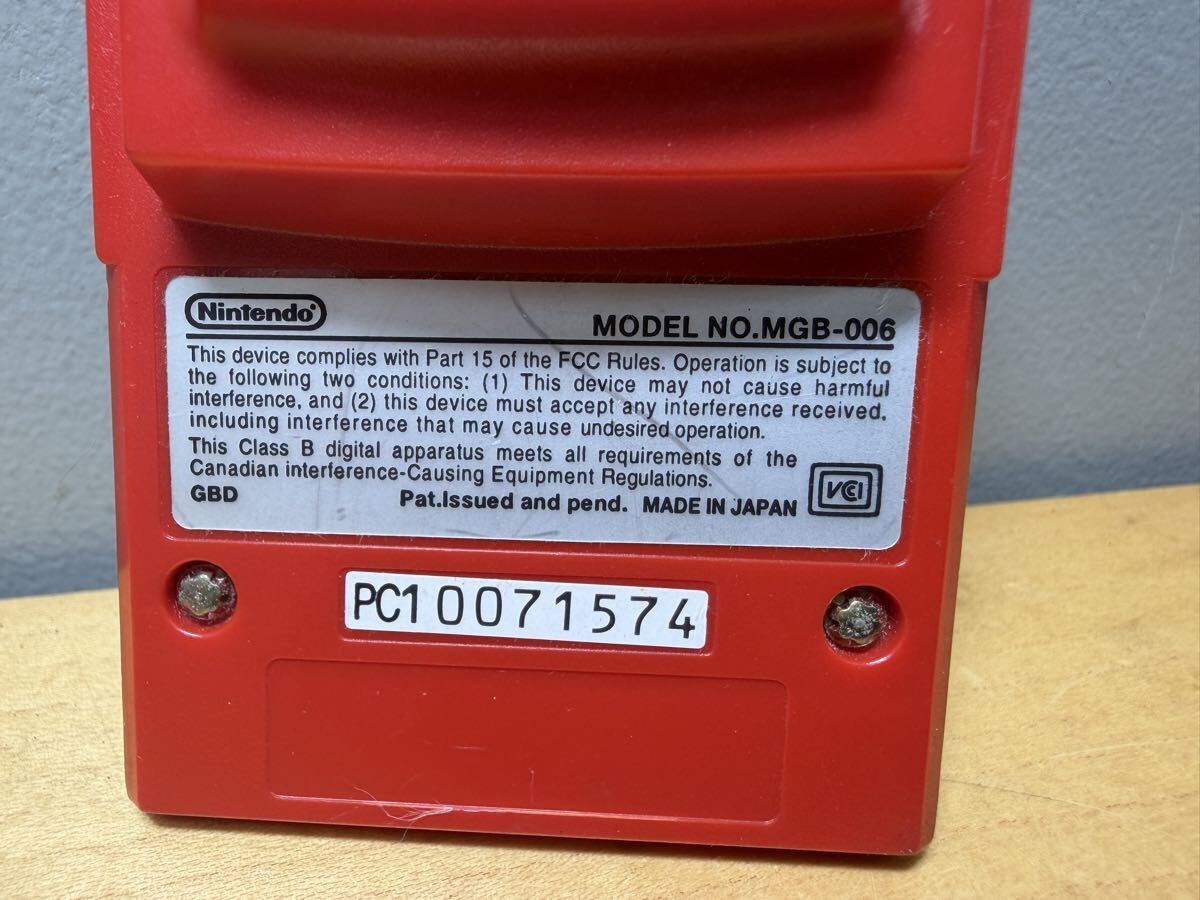 Nintendo®
MODEL NO.MGB-006
This device complies with Part 15 of the FCC Rules. Operation is subject to
the following two conditions: (1) This device may not cause harmful
interference, and (2) this device must accept any interference received,
including interference that may cause undesired operation.
This Class B digital apparatus meets all requirements of the
Canadian interference-Causing Equipment Regulations.
GBD Pat.Issued and pend. MADE IN JAPAN
VCI
PC10071574